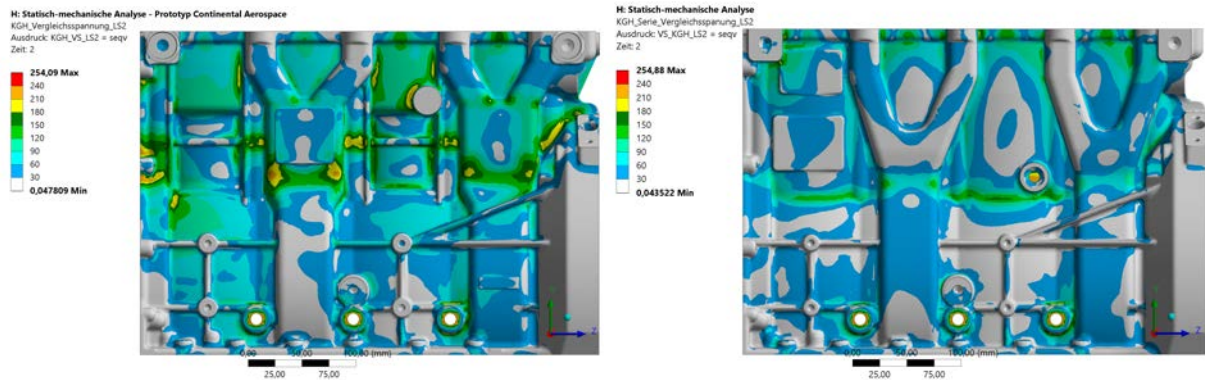 H: Statisch-mechanische Analyse - Prototyp Continental Aerospace
KGH_Vergleichsspannung_LS2
Ausdruck: KGH_VS_LS2 = seqv
Zeit: 2
254,09 Max
240
210
180
150
120
90
60
30
0,047809 Min
Y
Z
0,00
100,00 (mm)
25,00
75,00
H: Statisch-mechanische Analyse
KGH_Serie_Vergleichsspannung_LS2
Ausdruck: VS_KGH_LS2 = seqv
Zeit: 2
254,88 Max
240
210
180
150
120
90
60
30
0,043522 Min
Y
Z
0,00
50,00
100,00 (mm)
25,00
75,00